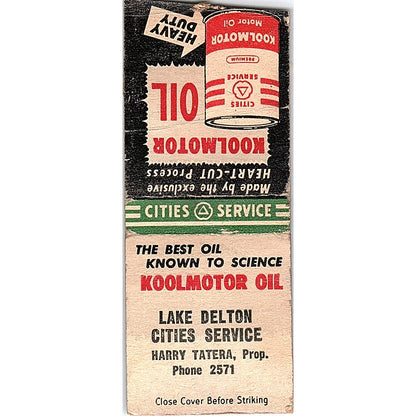 HEAVY
DUTY
KOOLMOTOR
Motor Oil
PREMIUM
CITIES
SERVICE
OIL
KOOLMOTOR
Made by the exclusive
HEART-CUT Process
CITIES SERVICE
THE BEST OIL
KNOWN TO SCIENCE
KOOLMOTOR OIL
LAKE DELTON
CITIES SERVICE
HARRY TATERA, Prop.
Phone 2571
Close Cover Before Striking